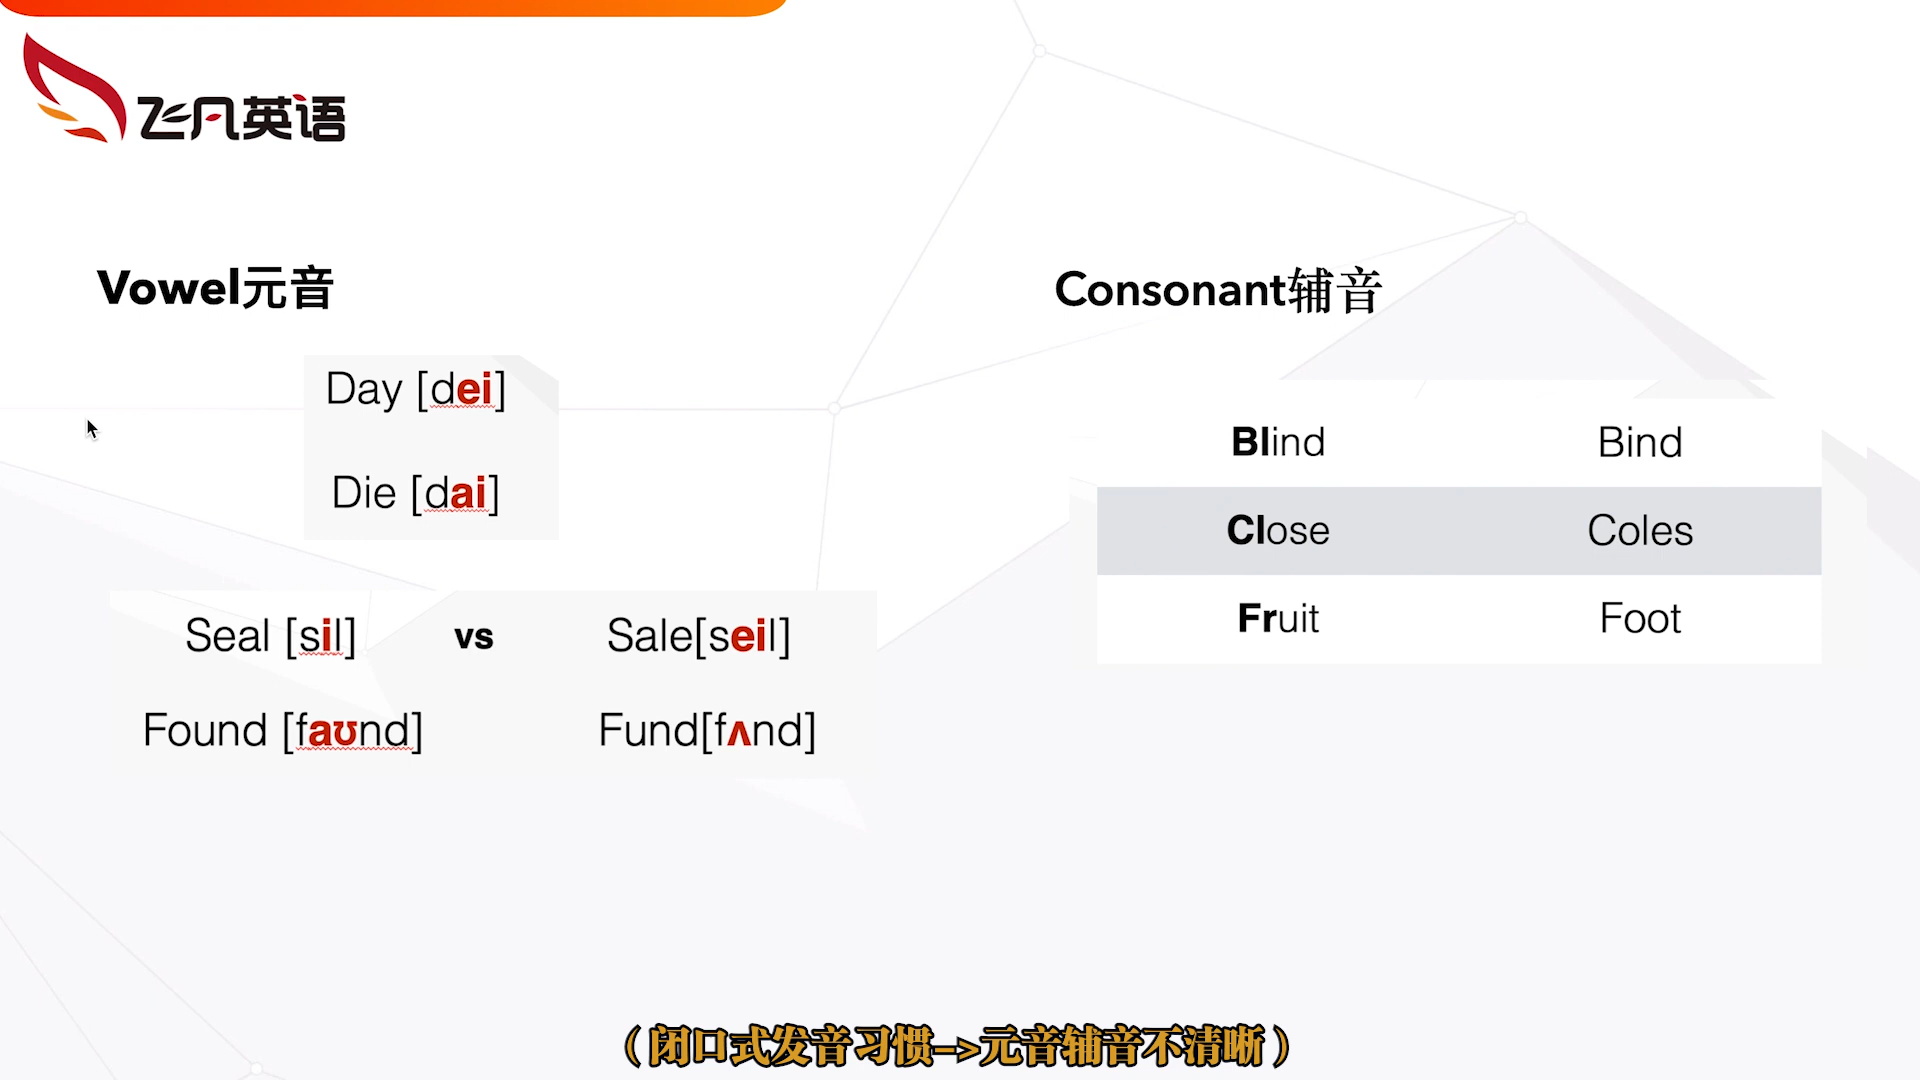 飞凡英语
Vowel元音
Day [dei]
Die [dai]
Seal [sil] vs Sale[seil]
Found [faʊnd] Fund[fʌnd]
Consonant辅音
Blind Bind
Close Coles
Fruit Foot
（闭口式发音习惯–>元音辅音不清晰）